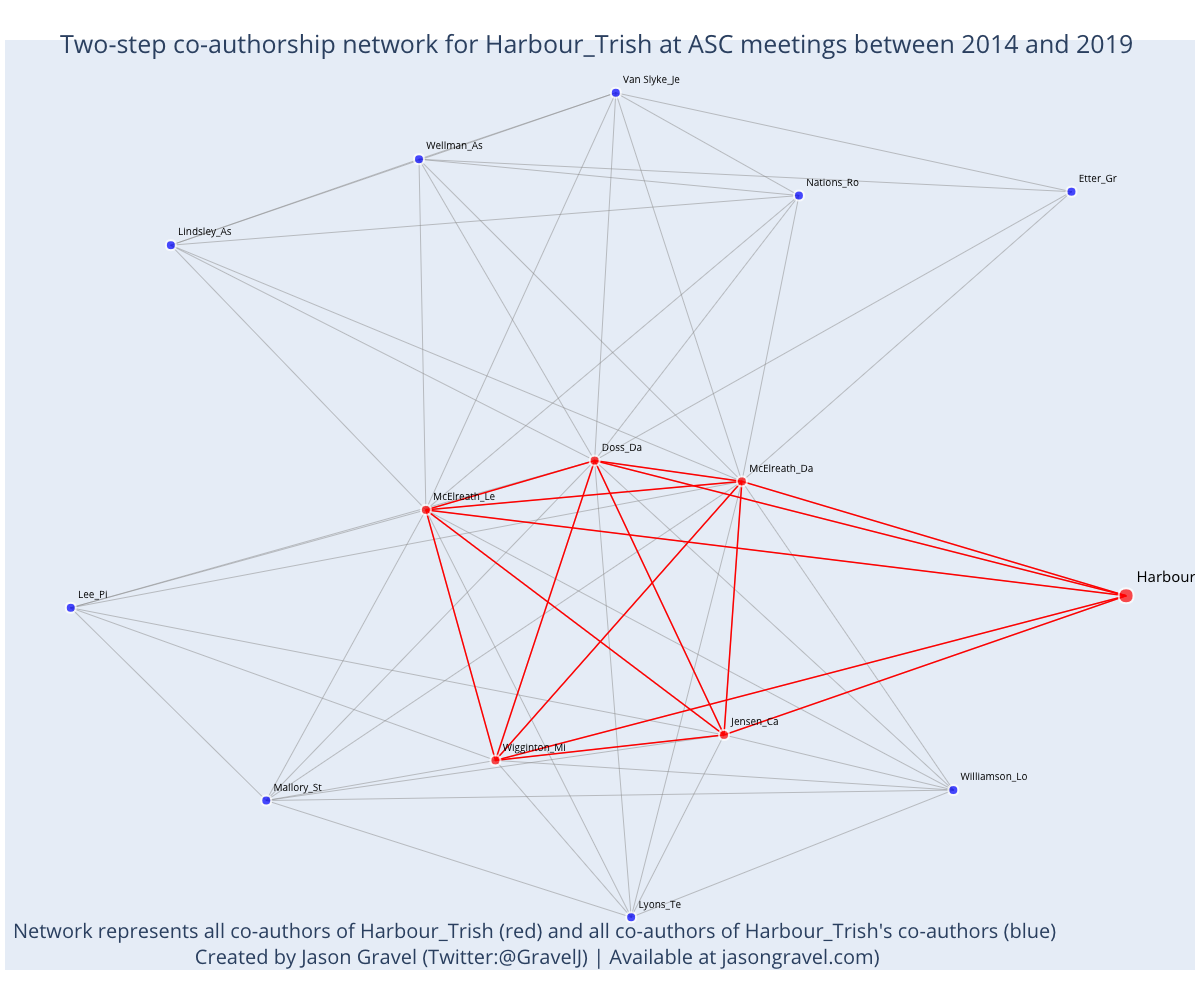 Two-step co-authorship network for Harbour_Trish at ASC meetings between 2014 and 2019
Van Slyke_Je
Wellman_As
Etter_Gr
Nations_Ro
Lindsley_As
Doss_Da
McElreath_Da
McElreath_Le
Harbour
Lee_Pi
Jensen_Ca
Wigginton_Mi
Williamson_Lo
Mallory_St
Lyons_Te
Network represents all co-authors of Harbour_Trish (red) and all co-authors of Harbour_Trish's co-authors (blue)
Created by Jason Gravel (Twitter:@GravelJ) | Available at jasongravel.com)